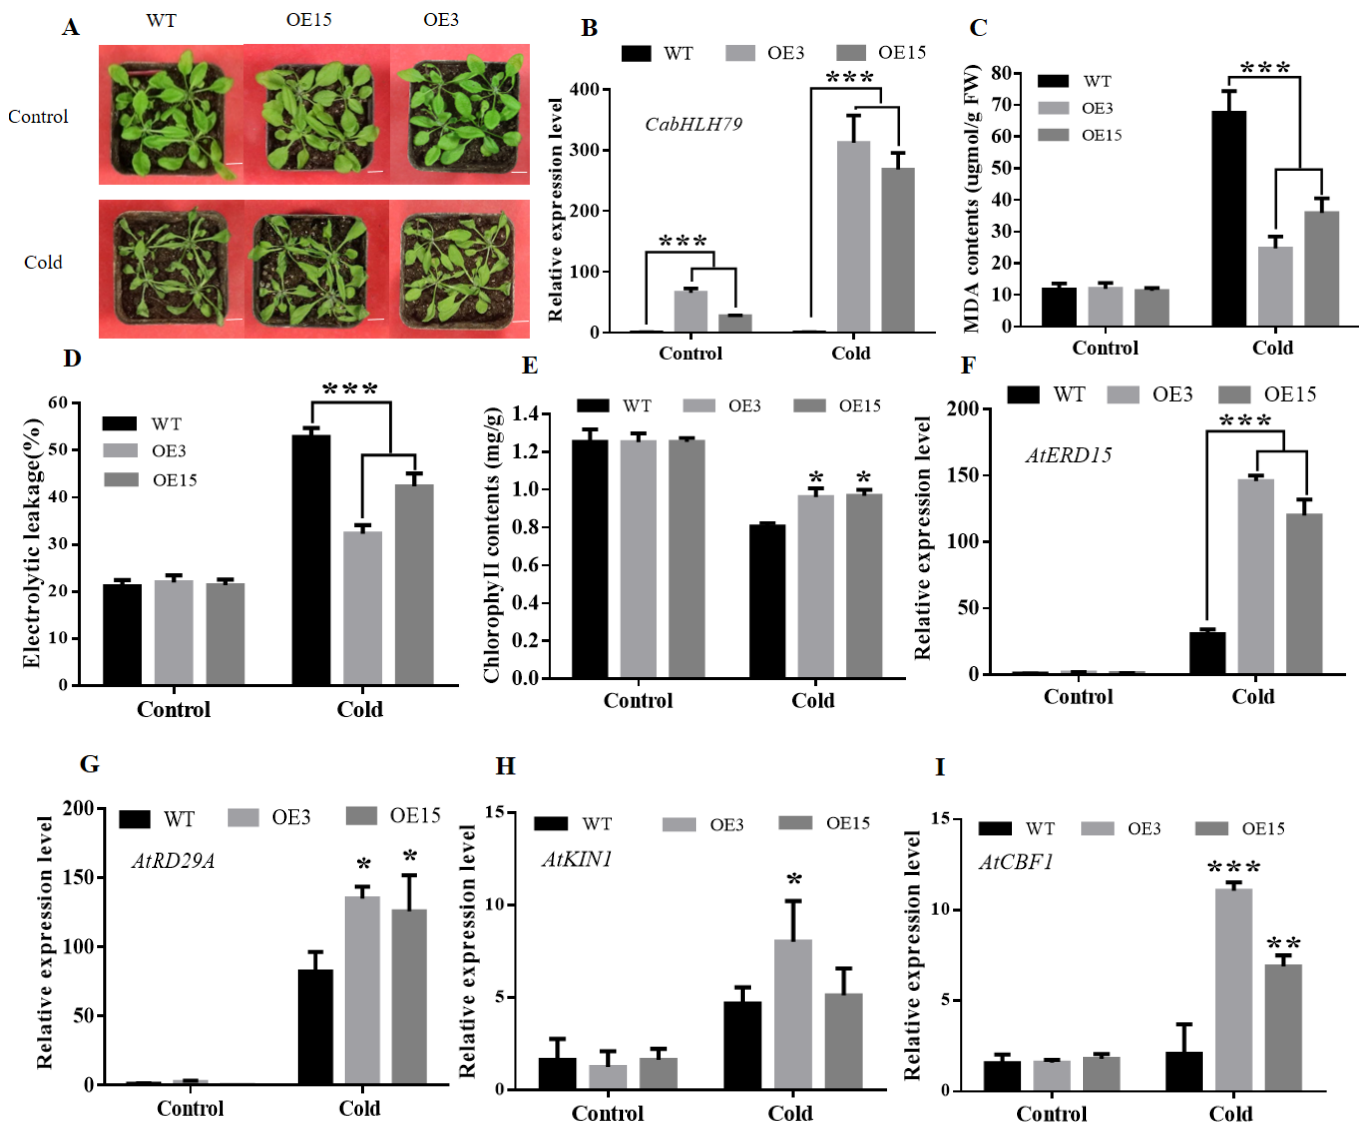 A WT OE15 OE3
Control
Cold
B
WT OE3 OE15
Relative expression level
400
300
200
100
0
CabHLH79
***
***
Control Cold
C
WT
OE3
OE15
MDA contents (ugmol/g FW)
80
70
60
50
40
30
20
10
0
***
Control Cold
D
WT
OE3
OE15
Electrolytic leakage(%)
60
50
40
30
20
10
0
***
Control Cold
E
WT OE3 OE15
Chlorophyll contents (mg/g)
1.4
1.2
1.0
0.8
0.6
0.4
0.2
0.0
* *
Control Cold
F
WT OE3 OE15
Relative expression level
200
150
100
50
0
AtERD15
***
Control Cold
G
WT OE3 OE15
Relative expression level
200
150
100
50
0
AtRD29A
* *
Control Cold
H
WT OE3 OE15
Relative expression level
15
10
5
0
AtKIN1
*
Control Cold
I
WT OE3 OE15
Relative expression level
15
10
5
0
AtCBF1
***
**
Control Cold